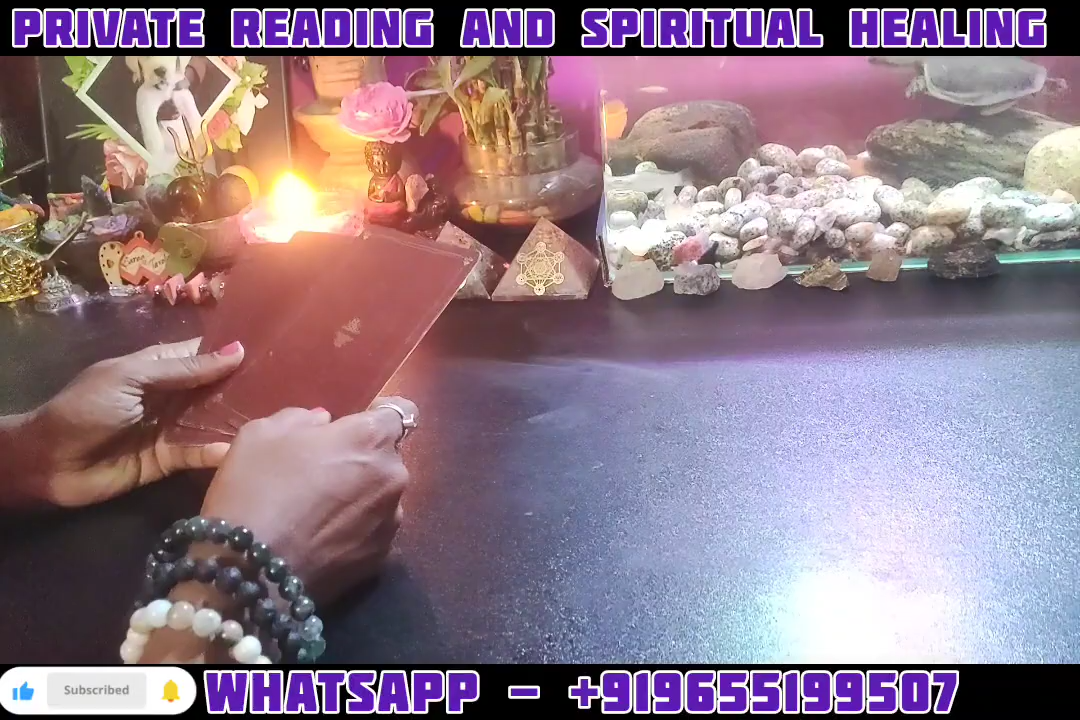 PRIVATE READING AND SPIRITUAL HEALING
Subscribed
WHATSAPP - +919655199507